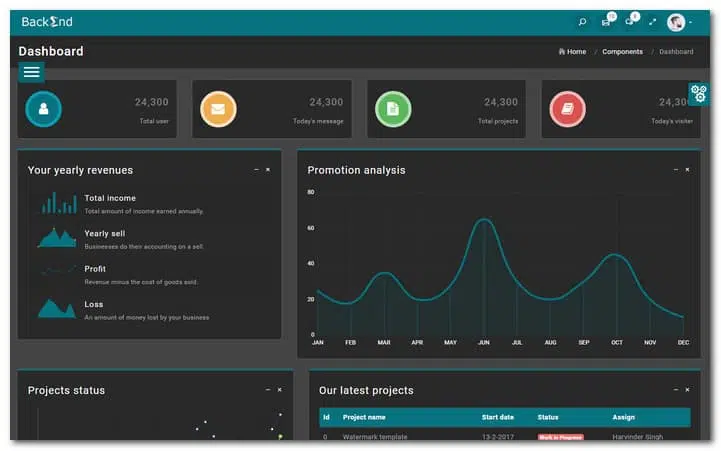 BackEnd
10
8
Dashboard
Home / Components / Dashboard
24,300
Total user
24,300
Today's message
24,300
Total projects
24,300
Today's visiter
Your yearly revenues
Total income
Total amount of income earned annually.
Yearly sell
Businesses do their accounting on a sell.
Profit
Revenue minus the cost of goods sold.
Loss
An amount of money lost by your business
Promotion analysis
80
60
40
20
0
JAN FEB MAR APR MAY JUN JUL AUG SEP OCT NOV DEC
Projects status
Our latest projects
Id Project name Start date Status Assign
0 Watermark template 13-2-2017 Work in Progress Harvinder Singh